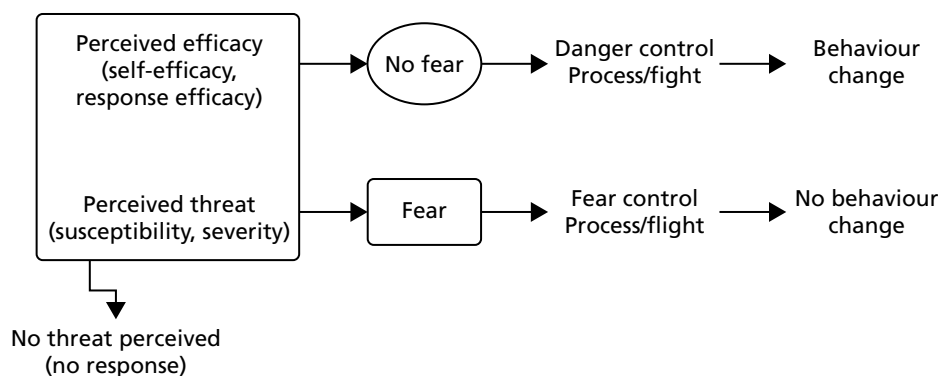 Perceived efficacy
(self-efficacy,
response efficacy)
No fear
Danger control
Process/fight
Behaviour
change
Perceived threat
(susceptibility, severity)
Fear
Fear control
Process/flight
No behaviour
change
No threat perceived
(no response)